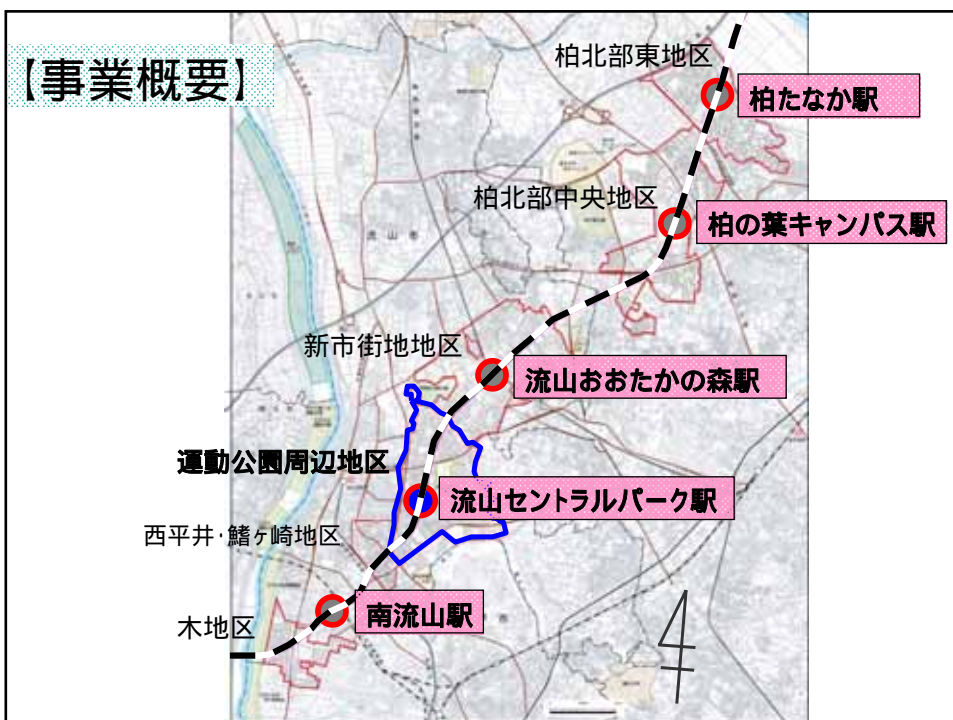 【事業概要】
柏北部東地区
柏たなか駅
柏北部中央地区
柏の葉キャンパス駅
新市街地地区
流山おおたかの森駅
運動公園周辺地区
流山セントラルパーク駅
西平井・鰭ヶ崎地区
南流山駅
木地区
流山市